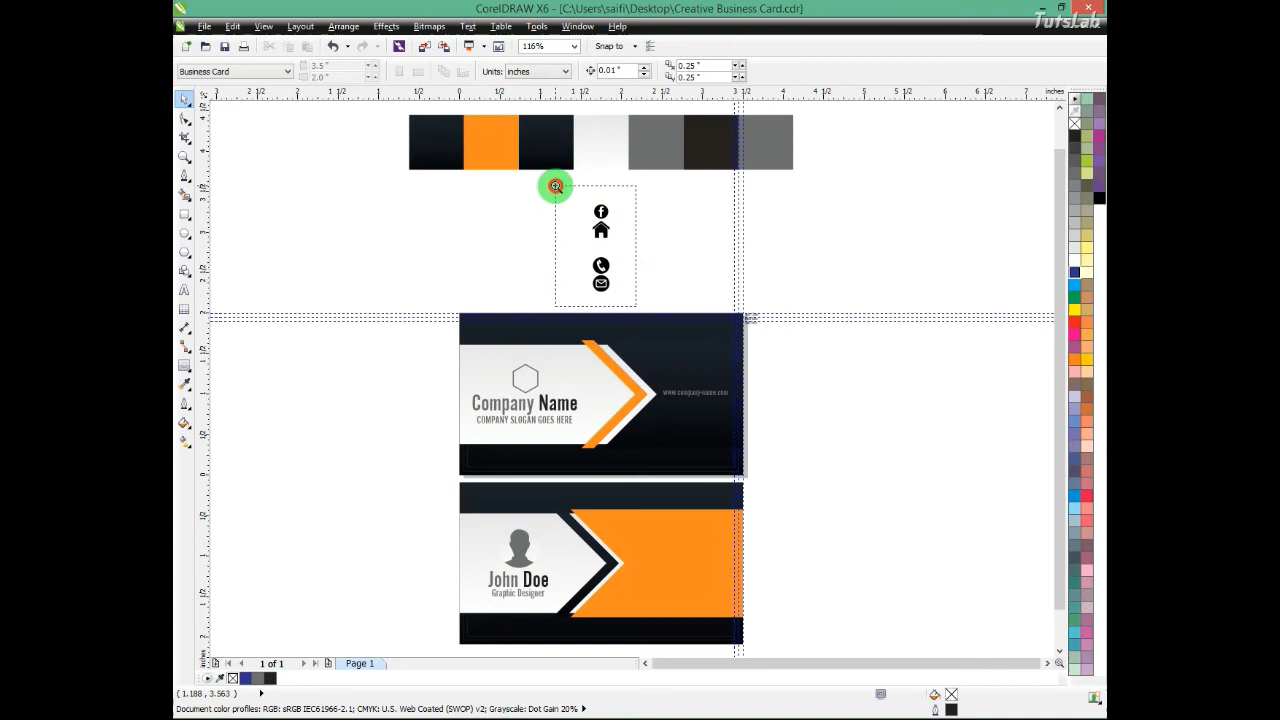 CorelDRAW X6 - [C:\Users\saifi\Desktop\Creative Business Card.cdr]
TutsLab
File Edit View Layout Arrange Effects Bitmaps Text Table Tools Window Help
116% Snap to
Business Card 3.5" 2.0" Units: inches 0.01" 0.25" 0.25"
inches
Company Name
COMPANY SLOGAN GOES HERE
www.company-name.com
John Doe
Graphic Designer
1 of 1 Page 1
( 1.188 , 3.563 )
Document color profiles: RGB: sRGB IEC61966-2.1; CMYK: U.S. Web Coated (SWOP) v2; Grayscale: Dot Gain 20%